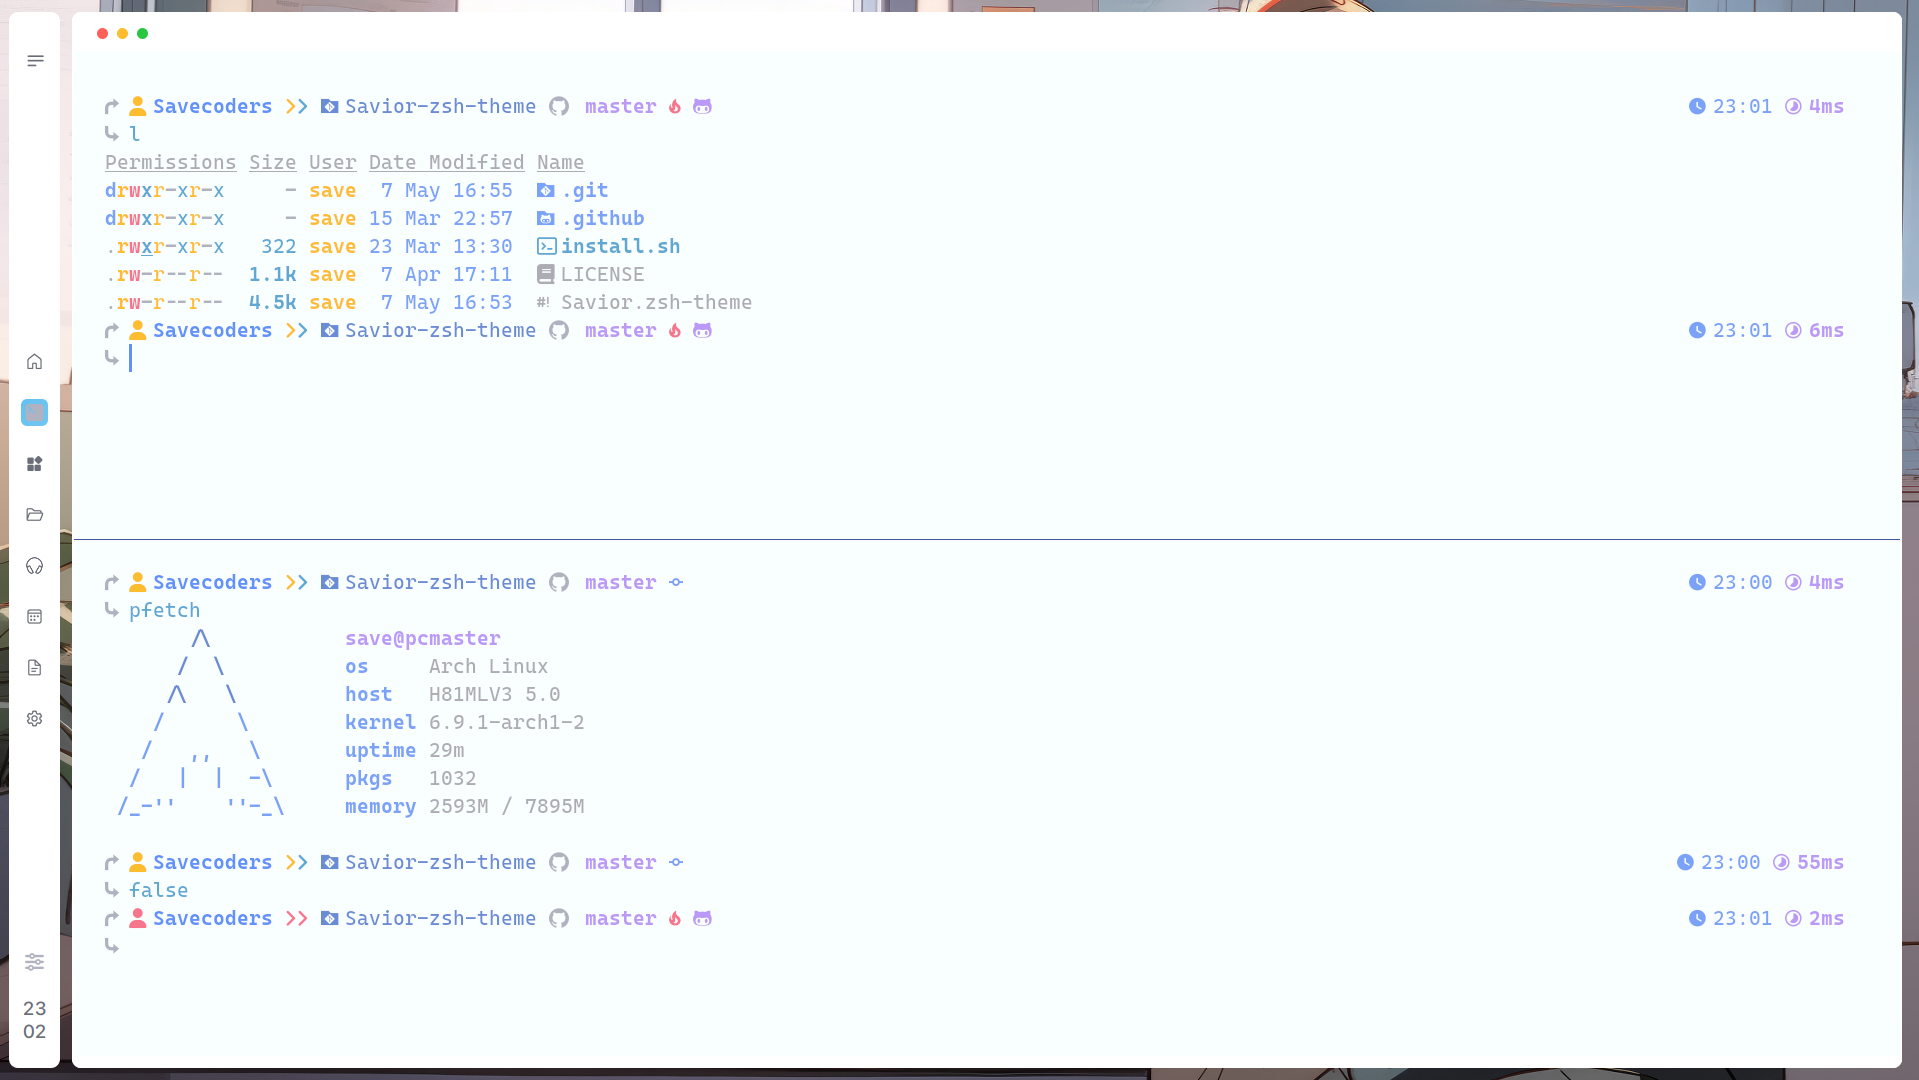 Savecoders >> Savior-zsh-theme master 23:01 4ms
l
Permissions Size User Date Modified Name
drwxr-xr-x - save 7 May 16:55 .git
drwxr-xr-x - save 15 Mar 22:57 .github
.rwxr-xr-x 322 save 23 Mar 13:30 install.sh
.rw-r--r-- 1.1k save 7 Apr 17:11 LICENSE
.rw-r--r-- 4.5k save 7 May 16:53 #! Savior.zsh-theme
Savecoders >> Savior-zsh-theme master 23:01 6ms
Savecoders >> Savior-zsh-theme master 23:00 4ms
pfetch
save@pcmaster
os Arch Linux
host H81MLV3 5.0
kernel 6.9.1-arch1-2
uptime 29m
pkgs 1032
memory 2593M / 7895M
Savecoders >> Savior-zsh-theme master 23:00 55ms
false
Savecoders >> Savior-zsh-theme master 23:01 2ms
23
02